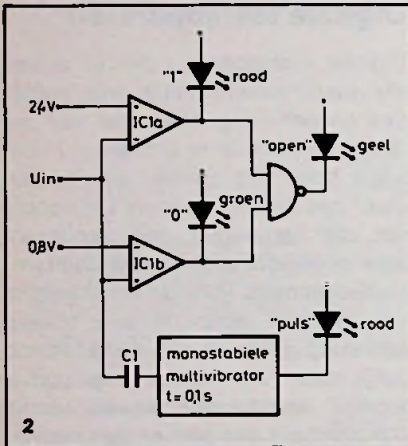 "1" rood
2,4V
IC1a
"open" geel
Uin
groen
"0"
0,8V
IC1b
"puls" rood
C1
monostabiele
multivibrator
t = 0,1 s
2